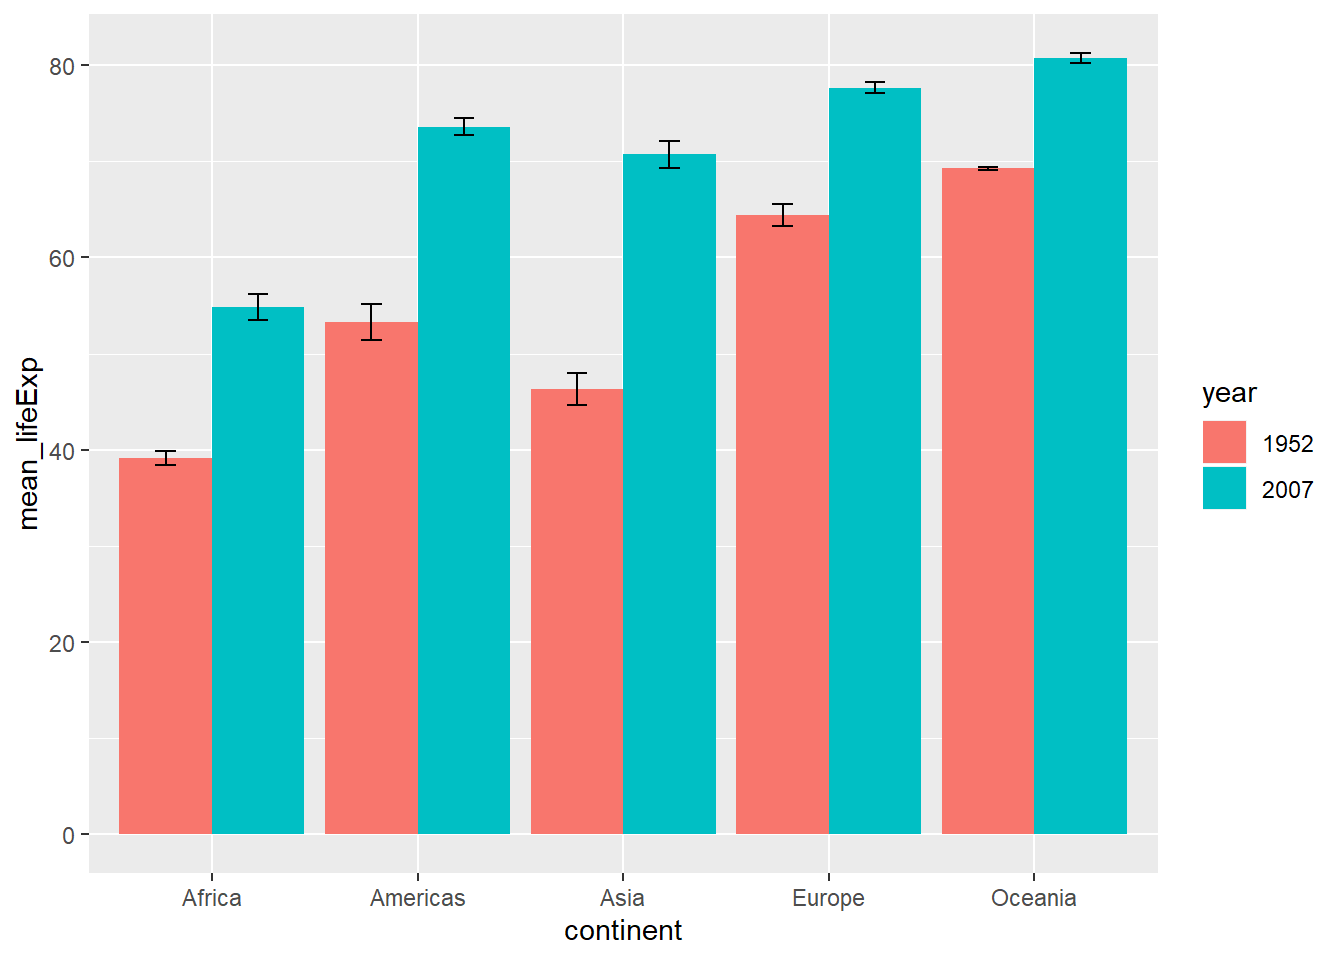 80
60
40
20
0
mean_lifeExp
Africa
Americas
Asia
Europe
Oceania
continent
year
1952
2007